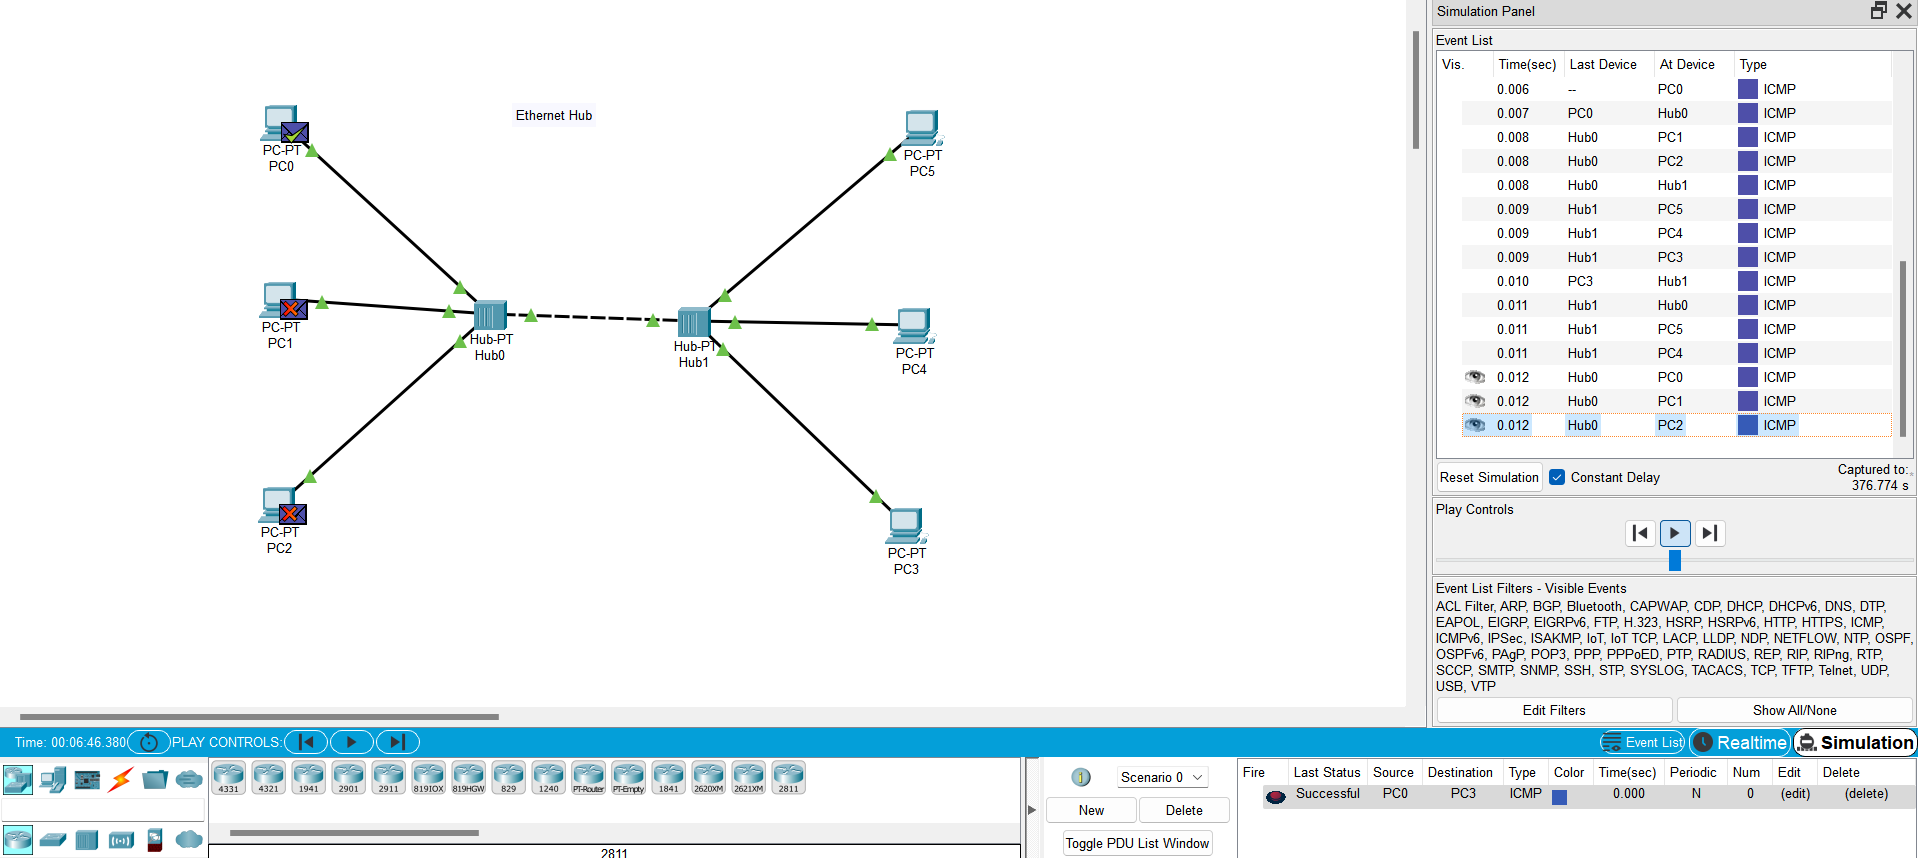 Simulation Panel
Event List
Vis. Time(sec) Last Device At Device Type
0.006 -- PC0 ICMP
0.007 PC0 Hub0 ICMP
0.008 Hub0 PC1 ICMP
0.008 Hub0 PC2 ICMP
0.008 Hub0 Hub1 ICMP
0.009 Hub1 PC5 ICMP
0.009 Hub1 PC4 ICMP
0.009 Hub1 PC3 ICMP
0.010 PC3 Hub1 ICMP
0.011 Hub1 Hub0 ICMP
0.011 Hub1 PC5 ICMP
0.011 Hub1 PC4 ICMP
0.012 Hub0 PC0 ICMP
0.012 Hub0 PC1 ICMP
0.012 Hub0 PC2 ICMP
Reset Simulation Constant Delay
Captured to:
376.774 s
Play Controls
Event List Filters - Visible Events
ACL Filter, ARP, BGP, Bluetooth, CAPWAP, CDP, DHCP, DHCPv6, DNS, DTP,
EAPOL, EIGRP, EIGRPv6, FTP, H.323, HSRP, HSRPv6, HTTP, HTTPS, ICMP,
ICMPv6, IPSec, ISAKMP, IoT, IoT TCP, LACP, LLDP, NDP, NETFLOW, NTP, OSPF,
OSPFv6, PAgP, POP3, PPP, PPPoED, PTP, RADIUS, REP, RIP, RIPng, RTP,
SCCP, SMTP, SNMP, SSH, STP, SYSLOG, TACACS, TCP, TFTP, Telnet, UDP,
USB, VTP
Edit Filters Show All/None
Ethernet Hub
PC-PT
PC0
PC-PT
PC5
PC-PT
PC1
Hub-PT
Hub0
Hub-PT
Hub1
PC-PT
PC4
PC-PT
PC2
PC-PT
PC3
Time: 00:06:46.380 PLAY CONTROLS: Event List Realtime Simulation
4331 4321 1941 2901 2911 819IOX 819HGW 829 1240 PT-Router PT-Empty 1841 2620XM 2621XM 2811
2811
Scenario 0
New Delete
Toggle PDU List Window
Fire Last Status Source Destination Type Color Time(sec) Periodic Num Edit Delete
Successful PC0 PC3 ICMP 0.000 N 0 (edit) (delete)